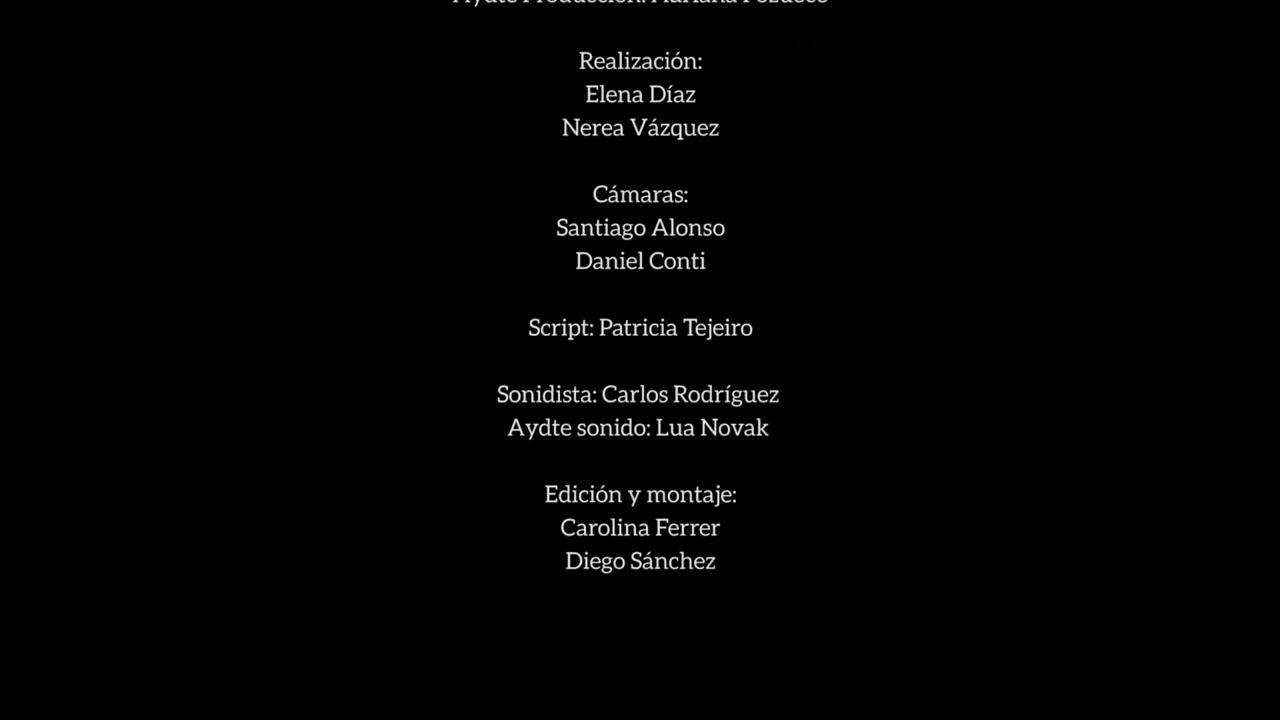 Realización:
Elena Díaz
Nerea Vázquez
Cámaras:
Santiago Alonso
Daniel Conti
Script: Patricia Tejeiro
Sonidista: Carlos Rodríguez
Aydte sonido: Lua Novak
Edición y montaje:
Carolina Ferrer
Diego Sánchez